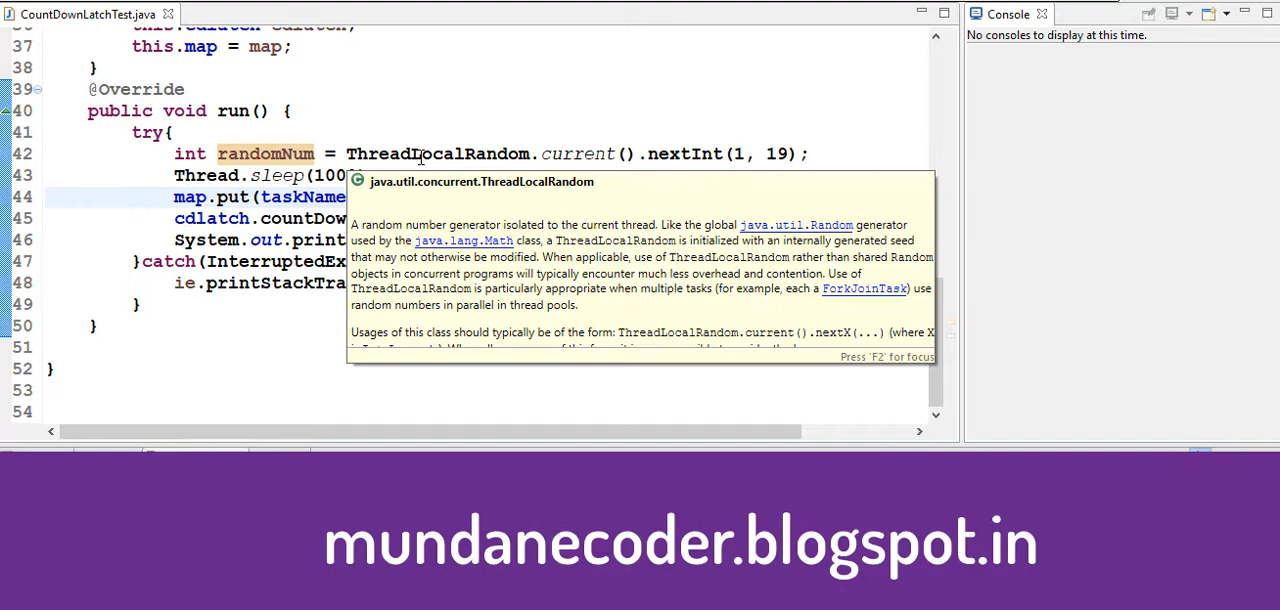 CountDownLatchTest.java
Console
No consoles to display at this time.
37 this.map = map;
38 }
39 @Override
40 public void run() {
41 try{
42 int randomNum = ThreadLocalRandom.current().nextInt(1, 19);
43 Thread.sleep(100
44 map.put(taskName
45 cdlatch.countDow
46 System.out.print
47 }catch(InterruptedEx
48 ie.printStackTra
49 }
50 }
51
52 }
53
54
java.util.concurrent.ThreadLocalRandom
A random number generator isolated to the current thread. Like the global java.util.Random generator
used by the java.lang.Math class, a ThreadLocalRandom is initialized with an internally generated seed
that may not otherwise be modified. When applicable, use of ThreadLocalRandom rather than shared Random
objects in concurrent programs will typically encounter much less overhead and contention. Use of
ThreadLocalRandom is particularly appropriate when multiple tasks (for example, each a ForkJoinTask) use
random numbers in parallel in thread pools.
Usages of this class should typically be of the form: ThreadLocalRandom.current().nextX(...) (where X
Press 'F2' for focus
mundanecoder.blogspot.in